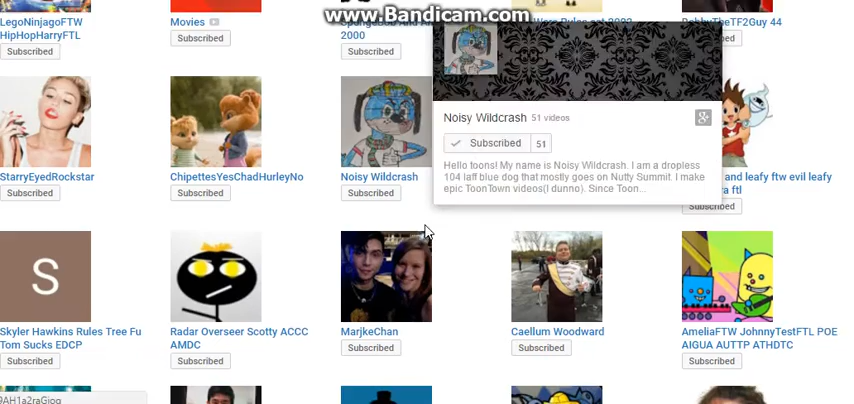 www.Bandicam.com
LegoNinjagoFTW
HipHopHarryFTL
Subscribed
Movies
Subscribed
2000
Subscribed
Guy 44
Noisy Wildcrash 51 videos
Subscribed 51
Hello toons! My name is Noisy Wildcrash. I am a dropless
104 laff blue dog that mostly goes on Nutty Summit. I make
epic ToonTown videos(I dunno). Since Toon...
StarryEyedRockstar
Subscribed
ChipettesYesChadHurleyNo
Subscribed
Noisy Wildcrash
Subscribed
and leafy ftw evil leafy
ftl
Subscribed
S
Skyler Hawkins Rules Tree Fu
Tom Sucks EDCP
Subscribed
Radar Overseer Scotty ACCC
AMDC
Subscribed
MarjkeChan
Subscribed
Caellum Woodward
Subscribed
AmeliaFTW JohnnyTestFTL POE
AIGUA AUTTP ATHDTC
Subscribed